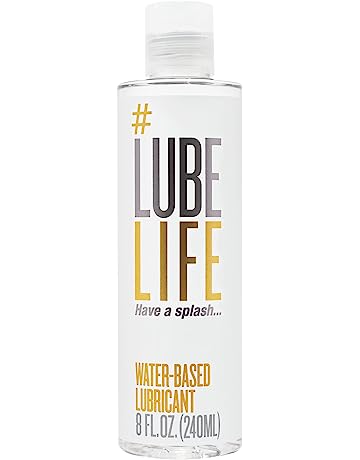 #
LUBE
LIFE
Have a splash...
WATER-BASED
LUBRICANT
8 FL.OZ.(240ML)